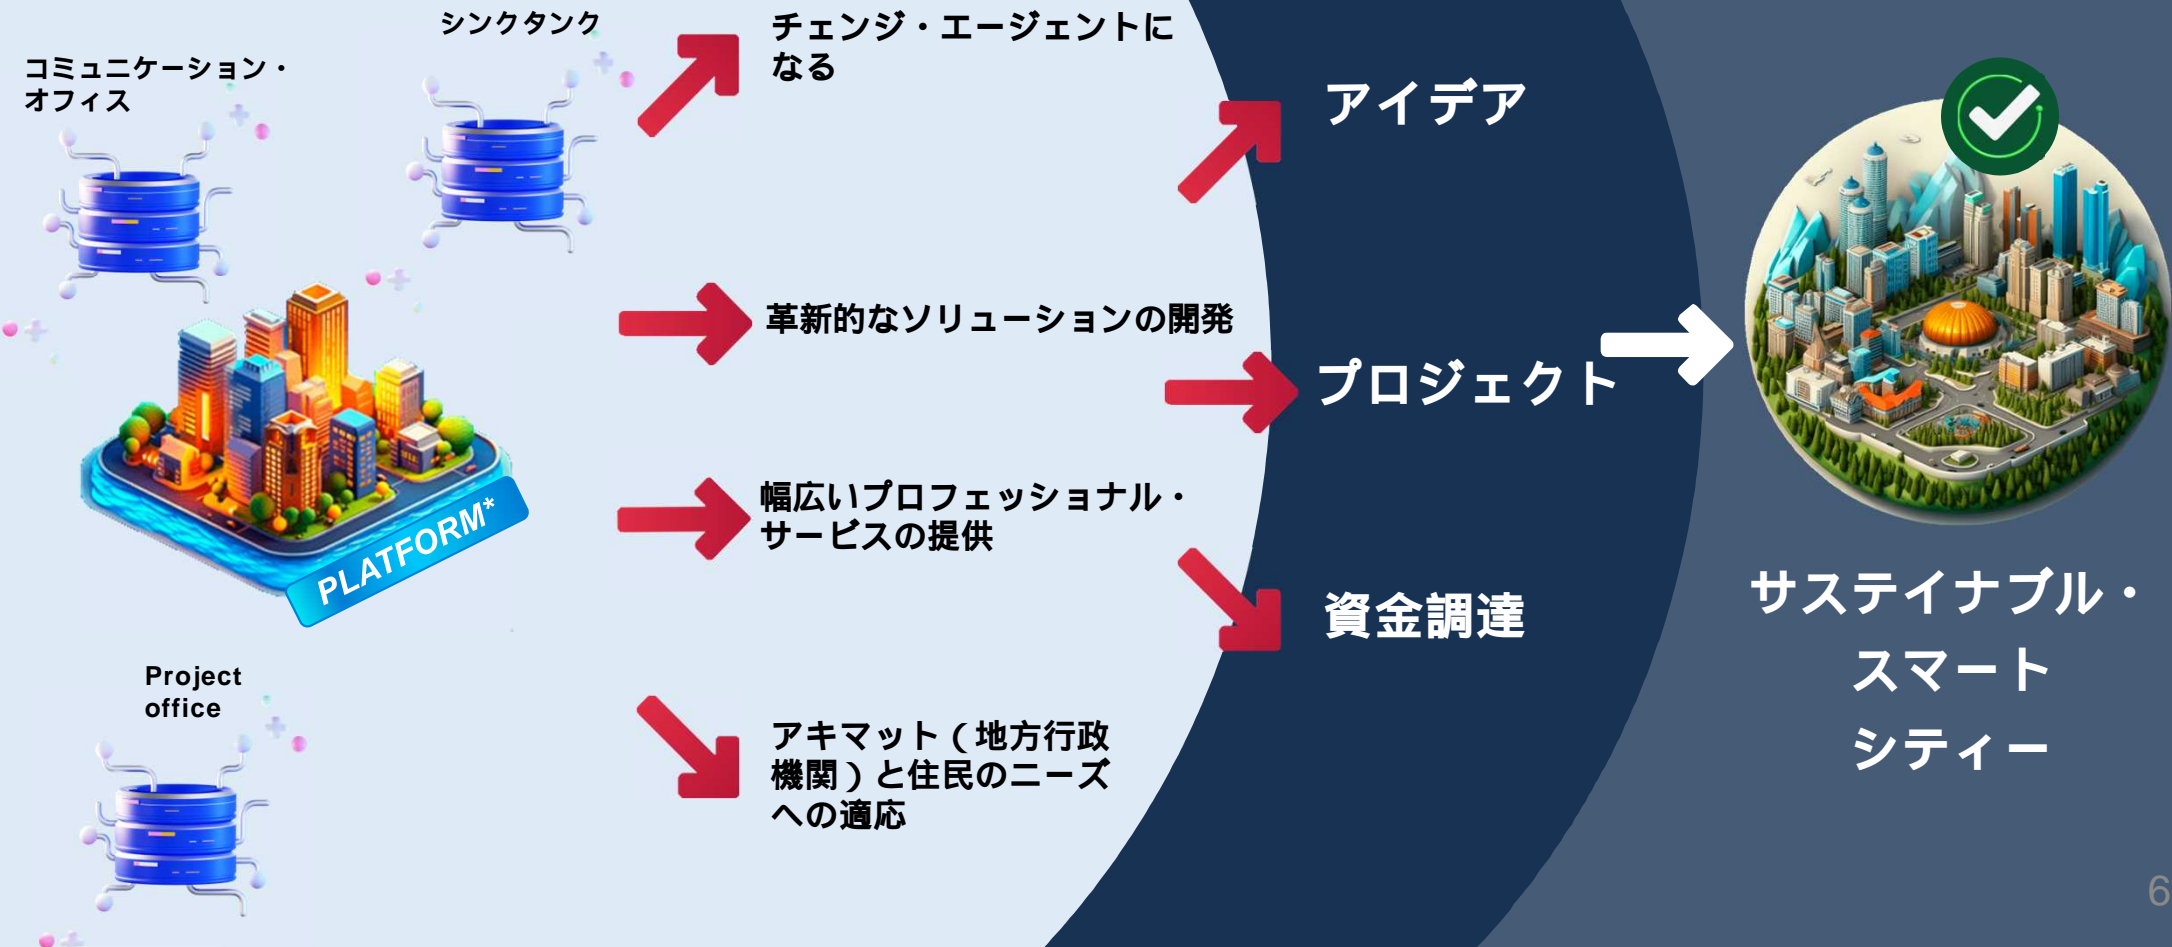 シンクタンク
コミュニケーション・
オフィス
PLATFORM*
Project
office
チェンジ・エージェントに
なる
革新的なソリューションの開発
幅広いプロフェッショナル・
サービスの提供
アキマット（地方行政
機関）と住民のニーズ
への適応
アイデア
プロジェクト
資金調達
サステイナブル・
スマート
シティー
6